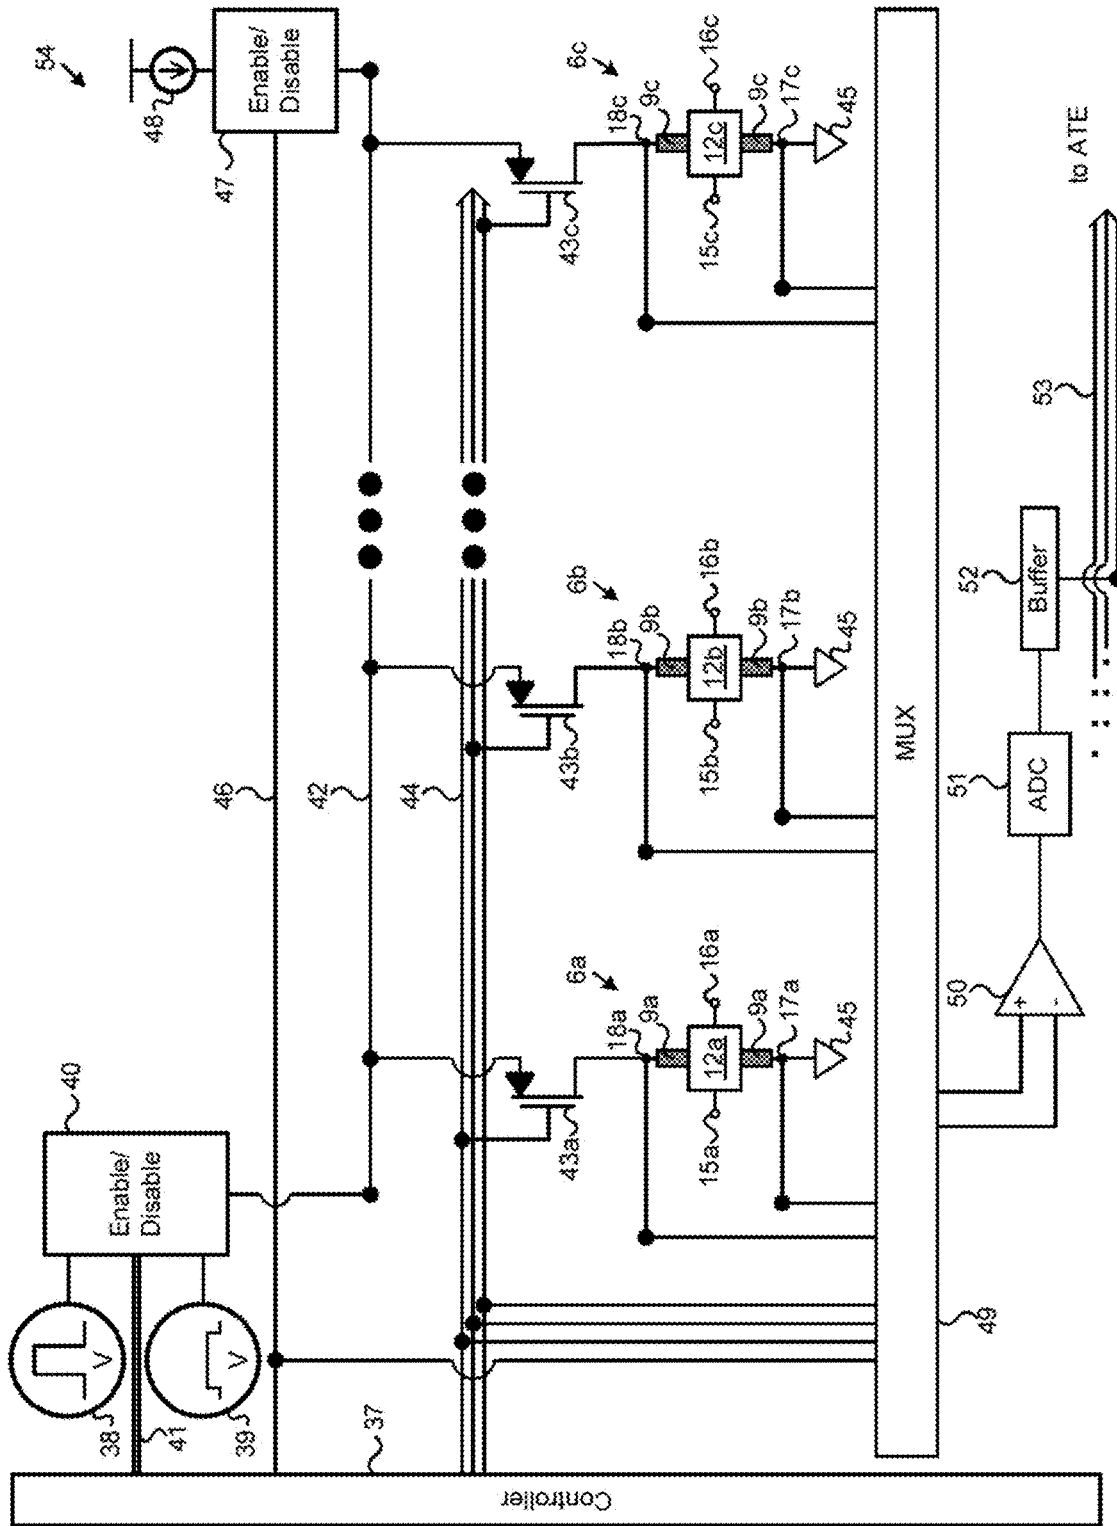 54
48
Enable/
Disable
47
40
Enable/
Disable
V
V
38
41
39
46
42
44
37
Controller
43a
43b
43c
6a
18a
9a
12a
15a
16a
9a
17a
45
6b
18b
9b
12b
15b
16b
9b
17b
45
6c
18c
9c
12c
15c
16c
9c
17c
45
MUX
49
50
+
-
51
ADC
52
Buffer
53
to ATE